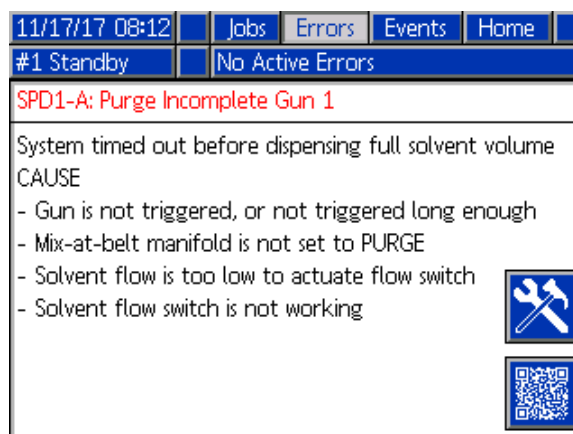 11/17/17 08:12 Jobs Errors Events Home
#1 Standby No Active Errors
SPD1-A: Purge Incomplete Gun 1
System timed out before dispensing full solvent volume
CAUSE
- Gun is not triggered, or not triggered long enough
- Mix-at-belt manifold is not set to PURGE
- Solvent flow is too low to actuate flow switch
- Solvent flow switch is not working